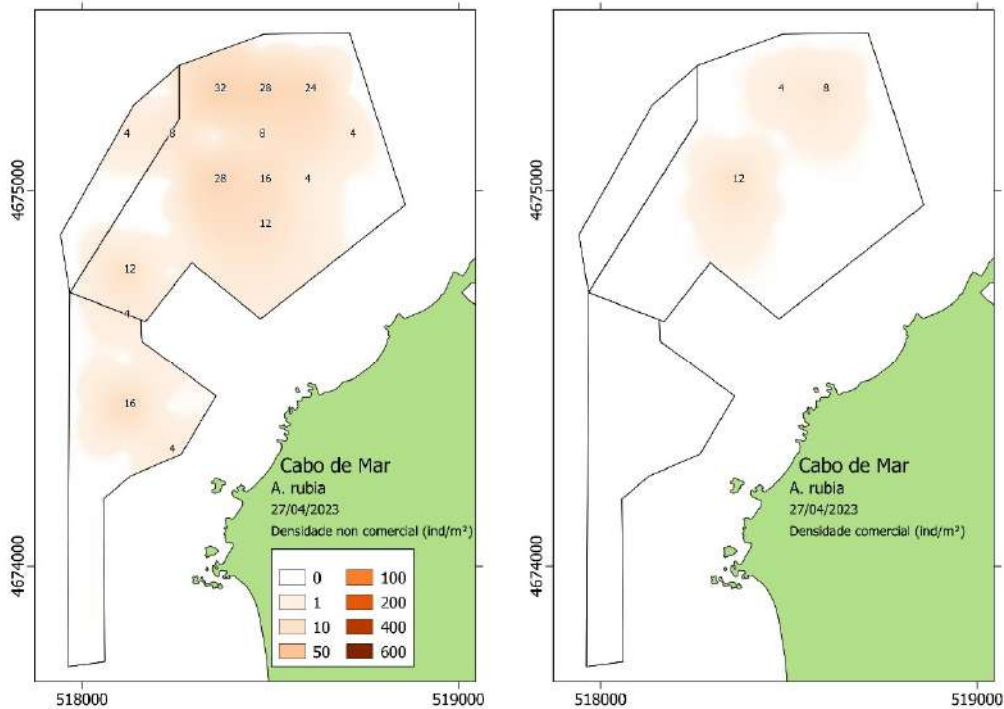 32 28 24
4 8 8 4
28 16 4
12
12
4
16
4
4675000
4674000
518000 519000
Cabo de Mar
A. rubia
27/04/2023
Densidade non comercial (ind/m²)
0 100
1 200
10 400
50 600
4 8
12
4675000
4674000
518000 519000
Cabo de Mar
A. rubia
27/04/2023
Densidade comercial (ind/m²)